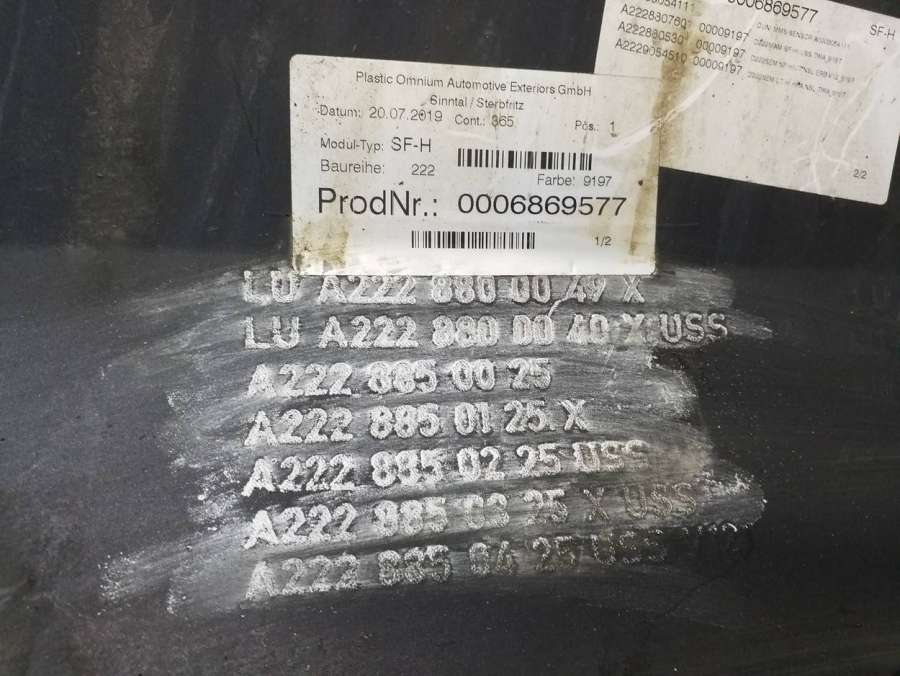 Plastic Omnium Automotive Exteriors GmbH
Sinntal / Sterbfritz
Datum: 20.07.2019 Cont.: 365 Pos.: 1
Modul-Typ: SF-H
Baureihe: 222 Farbe: 9197
ProdNr.: 0006869577
1/2
0006869577
SF-H
A2228807607 00009197
00009197
A2229054510 00009197
2/2
LU A222 880 00 49 X
LU A222 880 00 40 X USS
A222 885 00 25
A222 885 01 25 X
A222 885 02 25 USS
A222 885 03 25 X USS
A222 885 04 25 USS